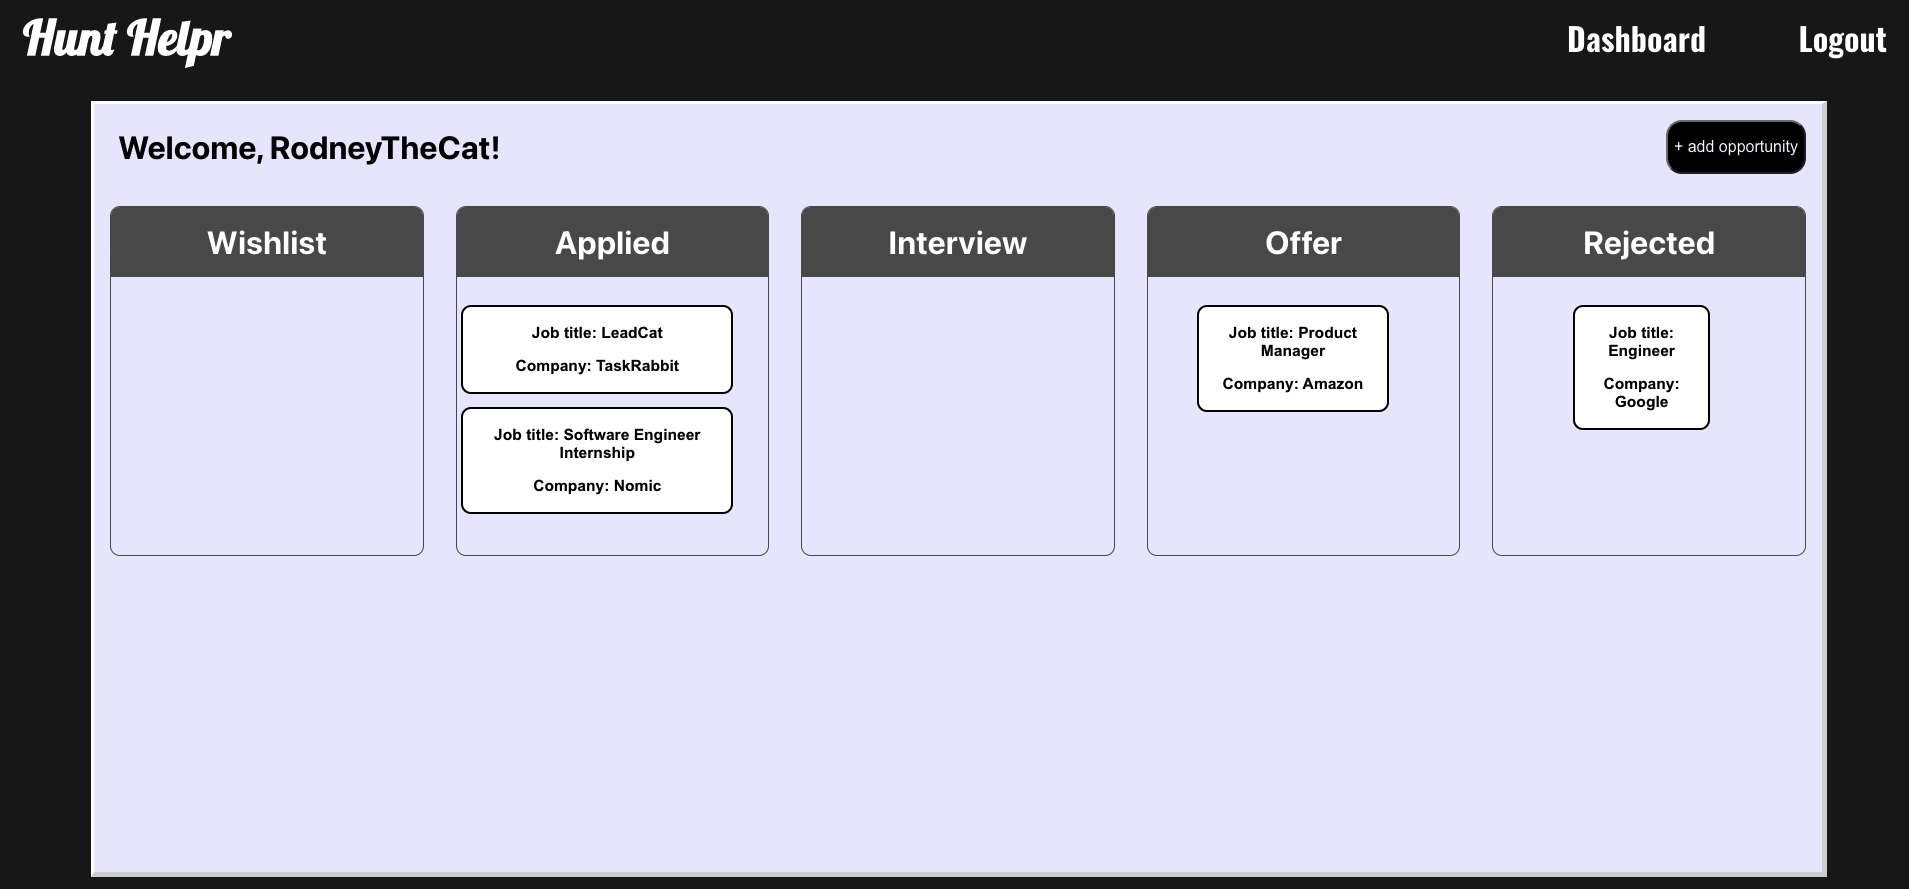 Hunt Helpr
Dashboard
Logout
Welcome, RodneyTheCat!
+ add opportunity
Wishlist
Applied
Job title: LeadCat
Company: TaskRabbit
Job title: Software Engineer
Internship
Company: Nomic
Interview
Offer
Job title: Product
Manager
Company: Amazon
Rejected
Job title:
Engineer
Company:
Google